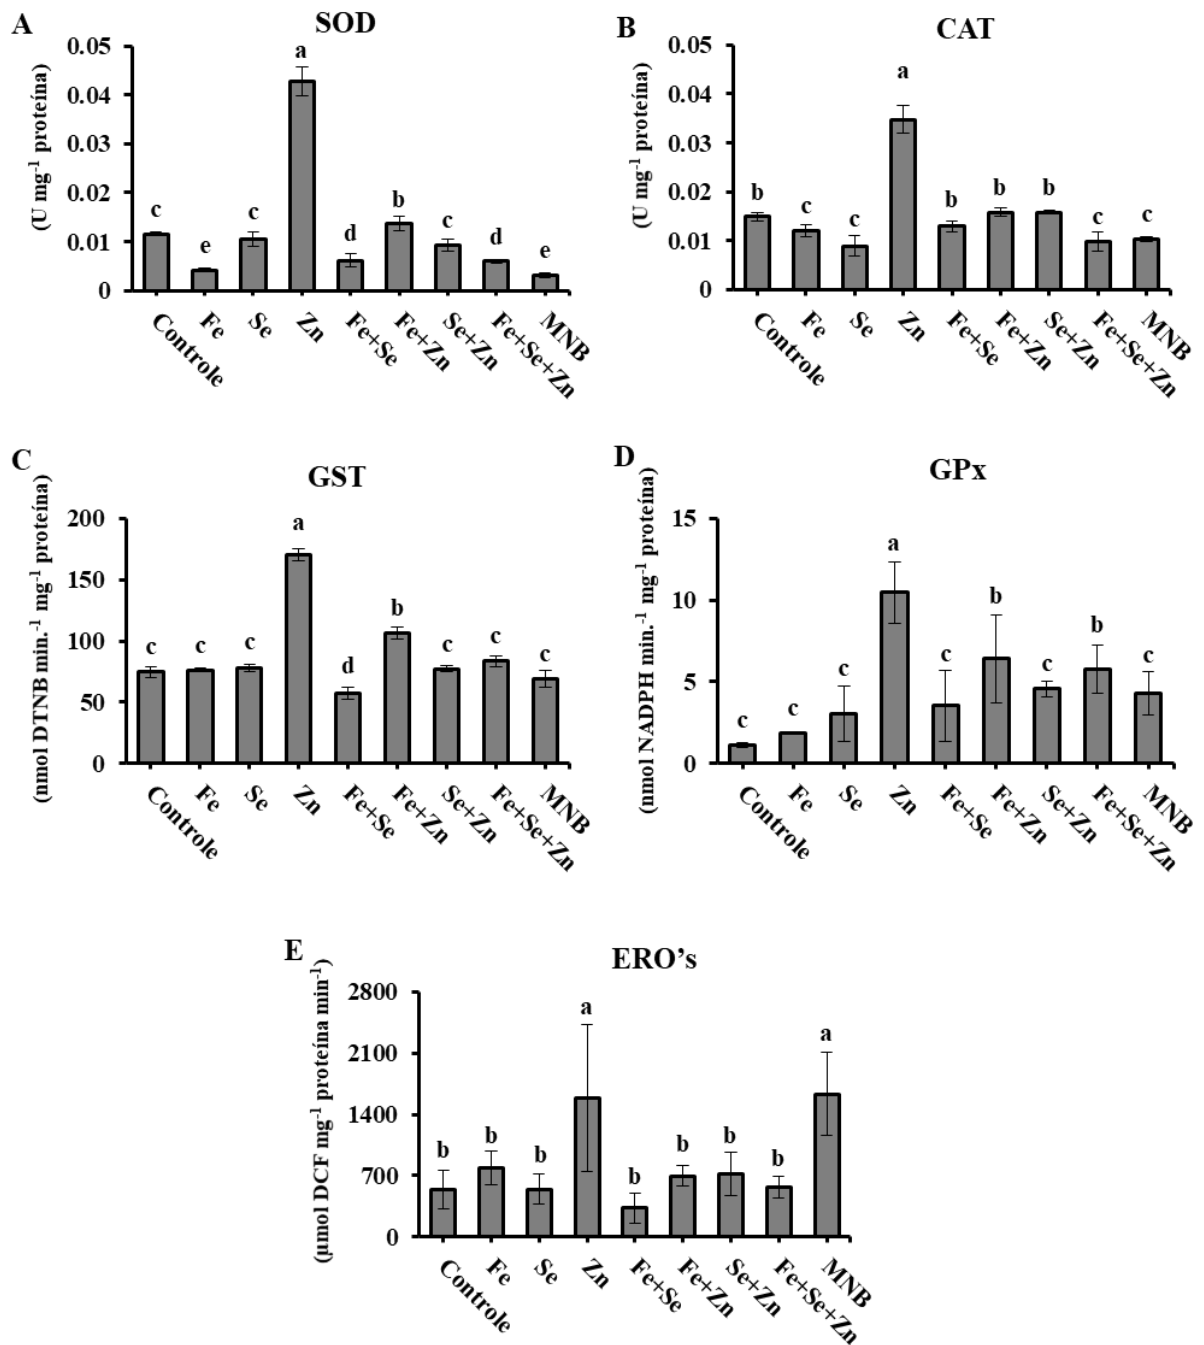 A
SOD
(U mg-1 proteína)
0.05
0.04
0.03
0.02
0.01
0
c
e
c
a
d
b
c
d
e
Controle
Fe
Se
Zn
Fe+Se
Fe+Zn
Se+Zn
Fe+Se+Zn
MNB
B
CAT
(U mg-1 proteína)
0.05
0.04
0.03
0.02
0.01
0
b
c
c
a
b
b
b
c
c
Controle
Fe
Se
Zn
Fe+Se
Fe+Zn
Se+Zn
Fe+Se+Zn
MNB
C
GST
(nmol DTNB min.-1 mg-1 proteína)
200
150
100
50
0
c
c
c
a
d
b
c
c
c
Controle
Fe
Se
Zn
Fe+Se
Fe+Zn
Se+Zn
Fe+Se+Zn
MNB
D
GPx
(nmol NADPH min.-1 mg-1 proteína)
15
10
5
0
c
c
c
a
c
b
c
b
c
Controle
Fe
Se
Zn
Fe+Se
Fe+Zn
Se+Zn
Fe+Se+Zn
MNB
E
ERO’s
(µmol DCF mg-1 proteína min-1)
2800
2100
1400
700
0
b
b
b
a
b
b
b
b
a
Controle
Fe
Se
Zn
Fe+Se
Fe+Zn
Se+Zn
Fe+Se+Zn
MNB